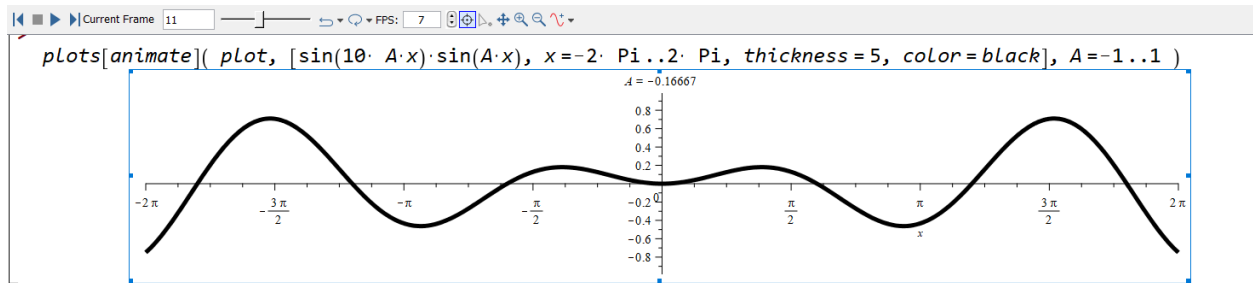 Current Frame 11 FPS: 7
plots[animate]( plot, [sin(10· A·x)·sin(A·x), x=-2· Pi..2· Pi, thickness=5, color=black], A=-1..1 )
A = -0.16667
0.8
0.6
0.4
0.2
-2 π
-3 π/2
-π
-π/2
-0.2
0
π/2
π
3 π/2
2 π
-0.4
x
-0.6
-0.8